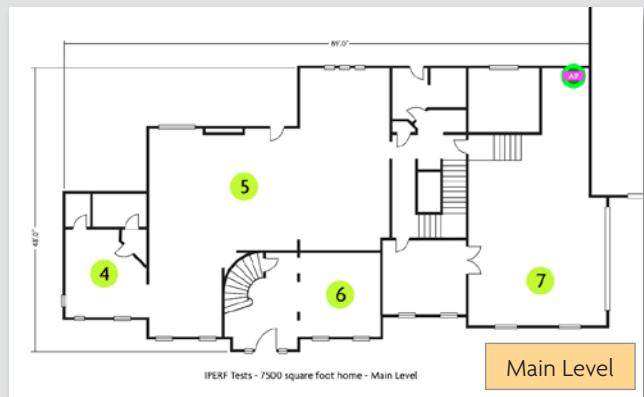 89'.0"
AP
48'.0"
5
4
6
7
IPERF Tests - 7500 square foot home - Main Level
Main Level